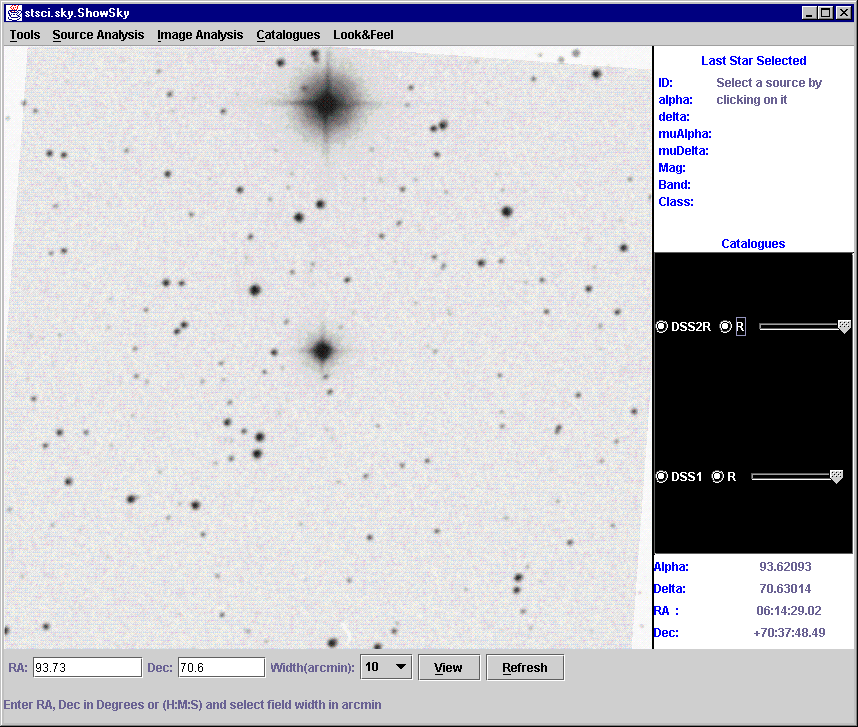 stsci.sky.ShowSky
Tools Source Analysis Image Analysis Catalogues Look&Feel
Last Star Selected
ID: Select a source by
alpha: clicking on it
delta:
muAlpha:
muDelta:
Mag:
Band:
Class:
Catalogues
DSS2R R
DSS1 R
Alpha: 93.62093
Delta: 70.63014
RA : 06:14:29.02
Dec: +70:37:48.49
RA: 93.73 Dec: 70.6 Width(arcmin): 10 View Refresh
Enter RA, Dec in Degrees or (H:M:S) and select field width in arcmin